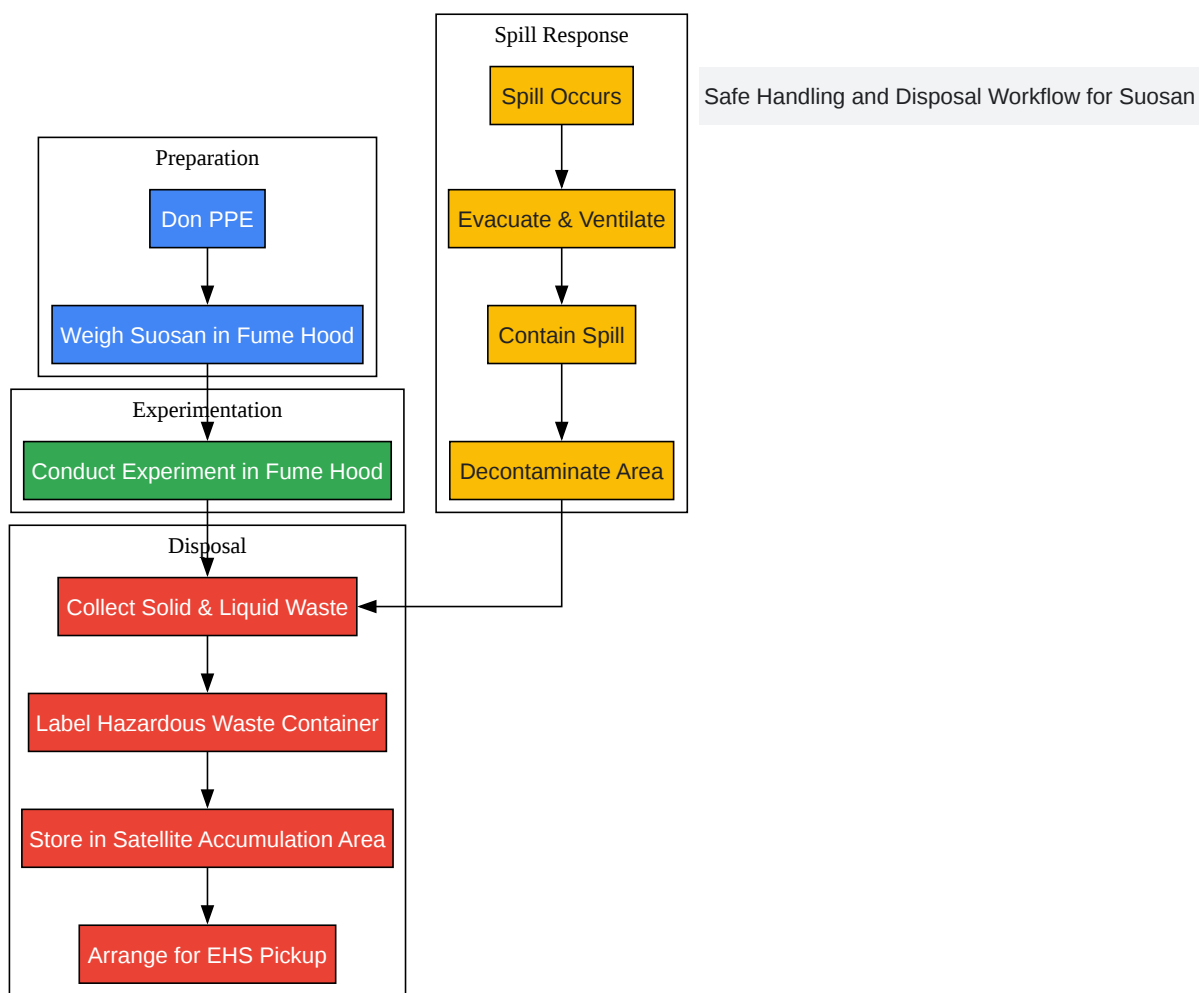 Spill Response
Spill Occurs
Evacuate & Ventilate
Contain Spill
Decontaminate Area
Safe Handling and Disposal Workflow for Suosan
Preparation
Don PPE
Weigh Suosan in Fume Hood
Experimentation
Conduct Experiment in Fume Hood
Disposal
Collect Solid & Liquid Waste
Label Hazardous Waste Container
Store in Satellite Accumulation Area
Arrange for EHS Pickup